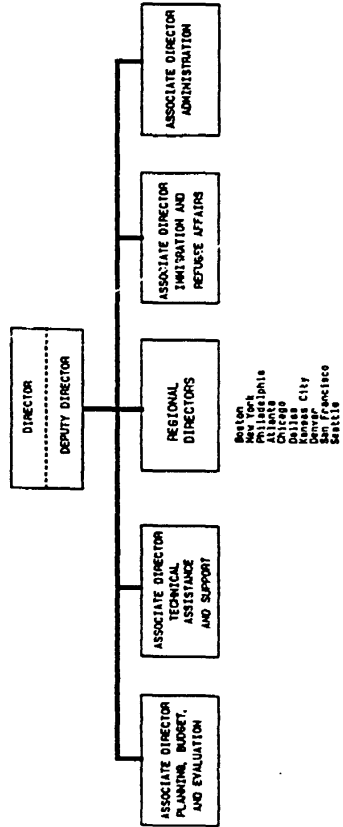 DIRECTOR
DEPUTY DIRECTOR
ASSOCIATE DIRECTOR
PLANNING, BUDGET,
AND EVALUATION
ASSOCIATE DIRECTOR
TECHNICAL
ASSISTANCE
AND SUPPORT
REGIONAL
DIRECTORS
Boston
New York
Philadelphia
Atlanta
Chicago
Dallas
Kansas City
Denver
San Francisco
Seattle
ASSOCIATE DIRECTOR
IMMIGRATION AND
REFUGEE AFFAIRS
ASSOCIATE DIRECTOR
ADMINISTRATION